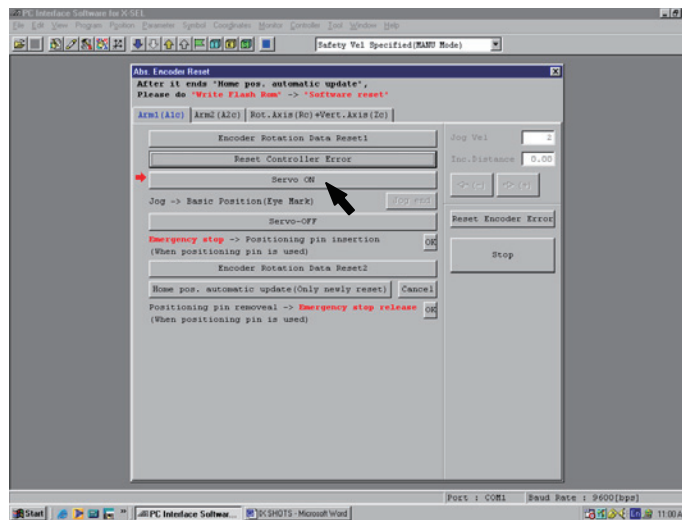 PC Interface Software for X-SEL
File Edit View Program Position Parameter Symbol Coordinates Monitor Controller Tool Window Help
Safety Vel Specified(MANU Mode)
Abs. Encoder Reset
After it ends "Home pos. automatic update",
Please do "Write Flash Rom" -> "Software reset"
Arm1(A1c) Arm2(A2c) Rot.Axis(Rc)+Vert.Axis(Zc)
Encoder Rotation Data Reset1
Jog Vel 2
Reset Controller Error
Inc.Distance 0.00
Servo ON
(-) (+)
Jog -> Basic Position(Eye Mark) Jog end
Servo-OFF
Reset Encoder Error
Emergency stop -> Positioning pin insertion OK
(When positioning pin is used)
Stop
Encoder Rotation Data Reset2
Home pos. automatic update(Only newly reset) Cancel
Positioning pin removeal -> Emergency stop release OK
(When positioning pin is used)
Port : COM1 Baud Rate : 9600[bps]
Start PC Interface Softwar... IX SHOTS - Microsoft Word 11:00 A